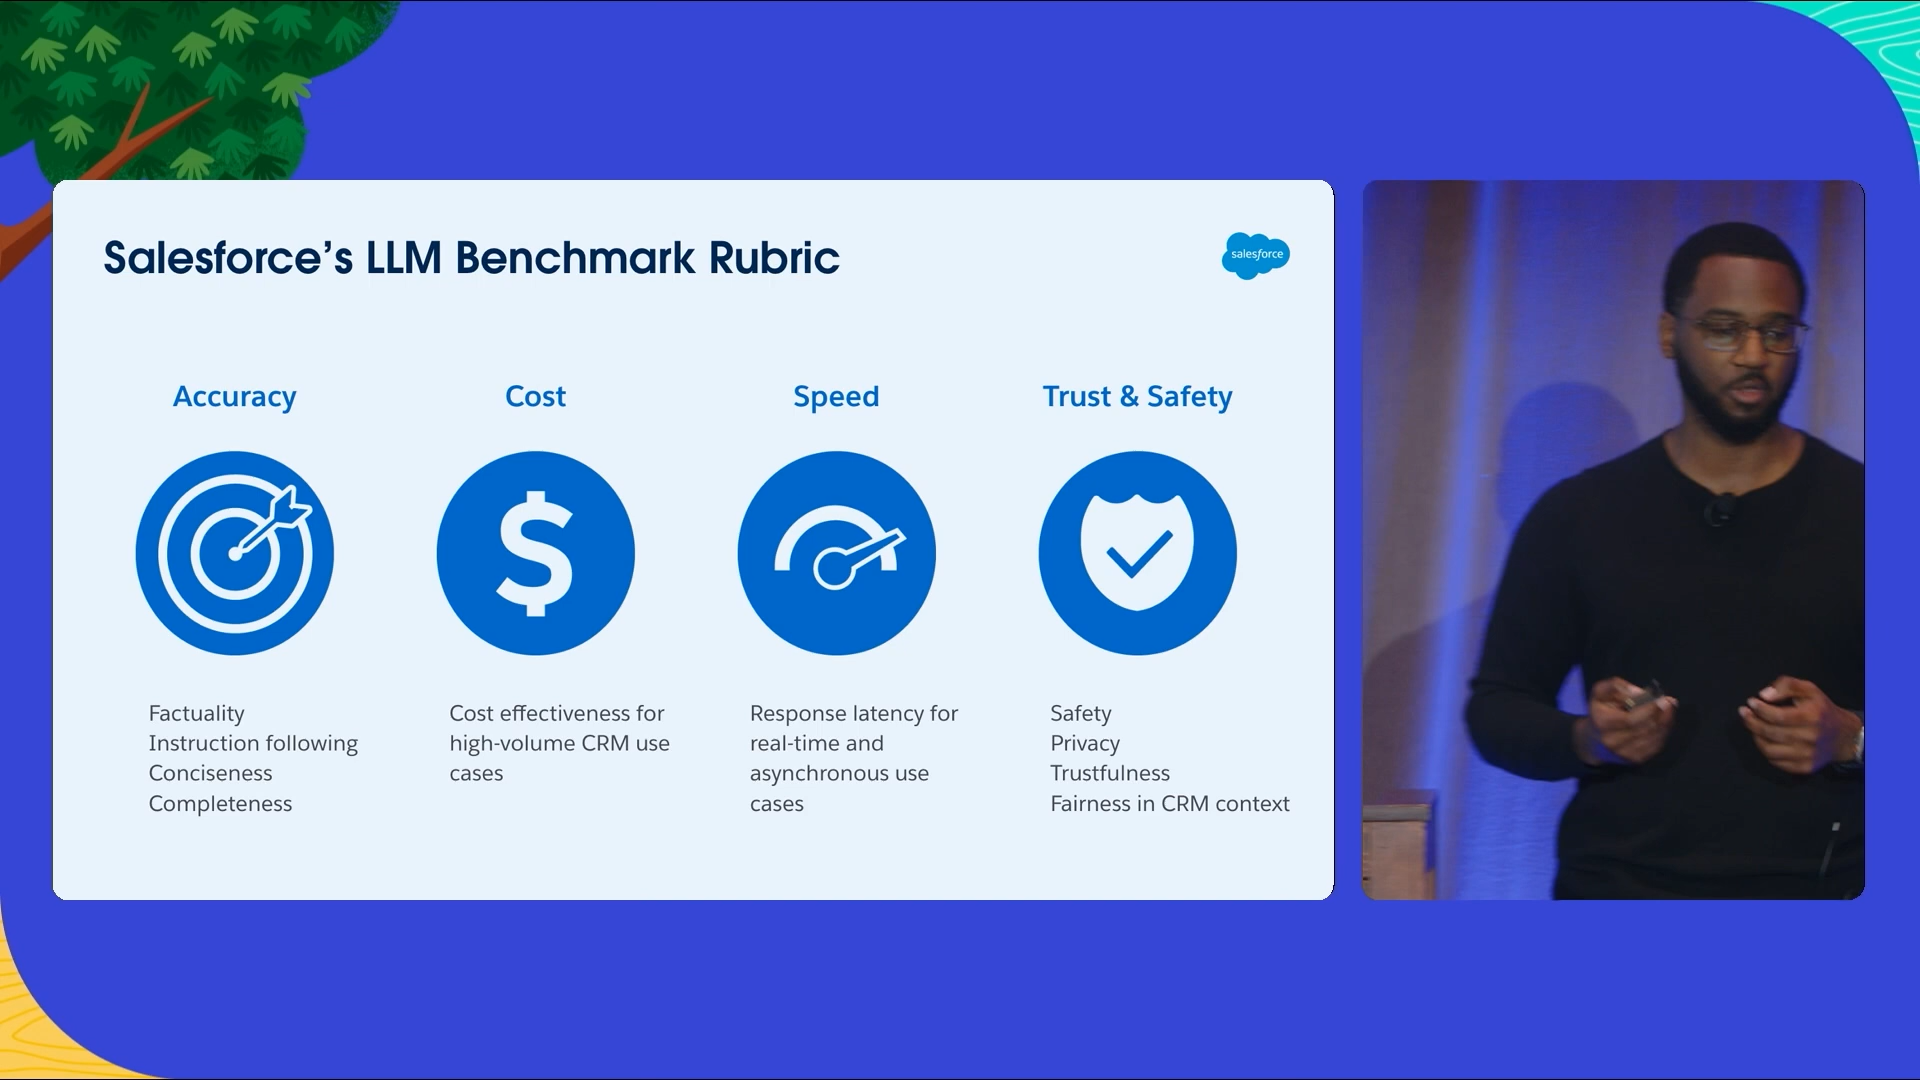 Salesforce’s LLM Benchmark Rubric
salesforce
Accuracy
Factuality
Instruction following
Conciseness
Completeness
Cost
Cost effectiveness for
high-volume CRM use
cases
Speed
Response latency for
real-time and
asynchronous use
cases
Trust & Safety
Safety
Privacy
Trustfulness
Fairness in CRM context